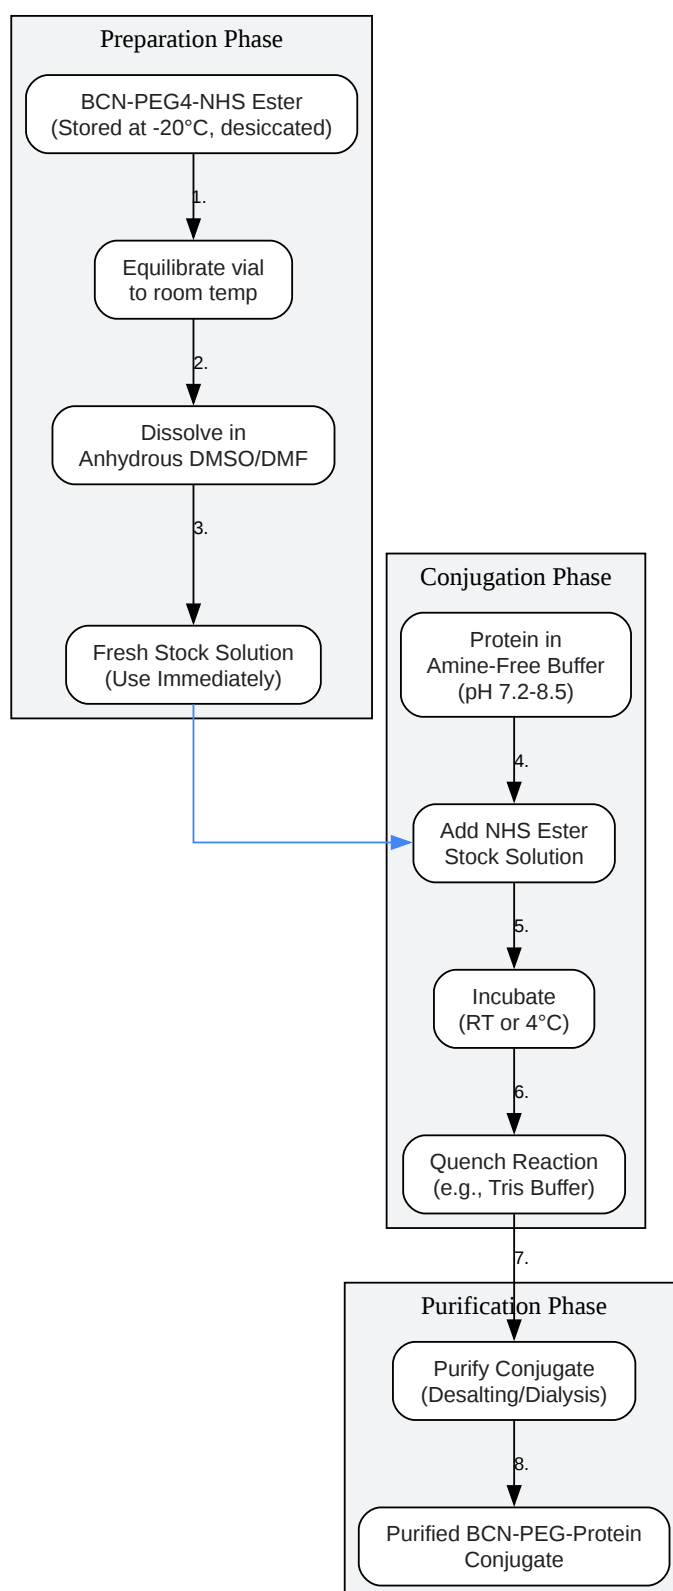 Preparation Phase
BCN-PEG4-NHS Ester
(Stored at -20°C, desiccated)
1.
Equilibrate vial
to room temp
2.
Dissolve in
Anhydrous DMSO/DMF
3.
Fresh Stock Solution
(Use Immediately)
Conjugation Phase
Protein in
Amine-Free Buffer
(pH 7.2-8.5)
4.
Add NHS Ester
Stock Solution
5.
Incubate
(RT or 4°C)
6.
Quench Reaction
(e.g., Tris Buffer)
7.
Purification Phase
Purify Conjugate
(Desalting/Dialysis)
8.
Purified BCN-PEG-Protein
Conjugate